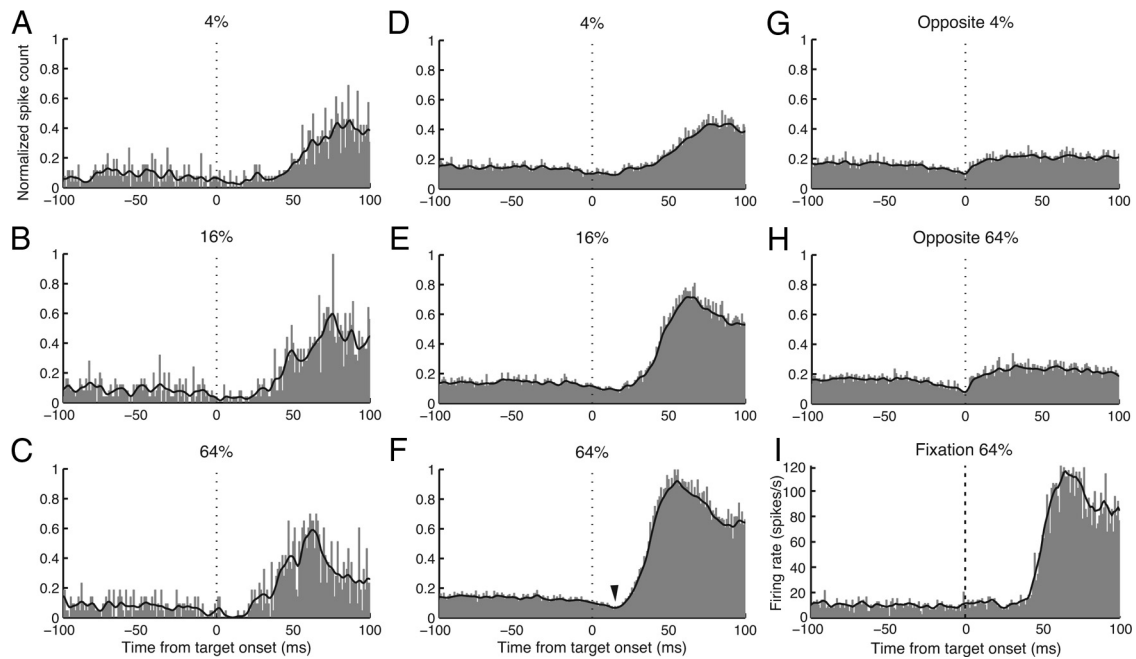 A
4%
Normalized spike count
1
0.8
0.6
0.4
0.2
0
−100 −50 0 50 100
D
4%
1
0.8
0.6
0.4
0.2
0
−100 −50 0 50 100
G
Opposite 4%
1
0.8
0.6
0.4
0.2
0
−100 −50 0 50 100
B
16%
1
0.8
0.6
0.4
0.2
0
−100 −50 0 50 100
E
16%
1
0.8
0.6
0.4
0.2
0
−100 −50 0 50 100
H
Opposite 64%
1
0.8
0.6
0.4
0.2
0
−100 −50 0 50 100
C
64%
1
0.8
0.6
0.4
0.2
0
−100 −50 0 50 100
Time from target onset (ms)
F
64%
1
0.8
0.6
0.4
0.2
0
−100 −50 0 50 100
Time from target onset (ms)
I
Fixation 64%
Firing rate (spikes/s)
120
100
80
60
40
20
0
−100 −50 0 50 100
Time from target onset (ms)